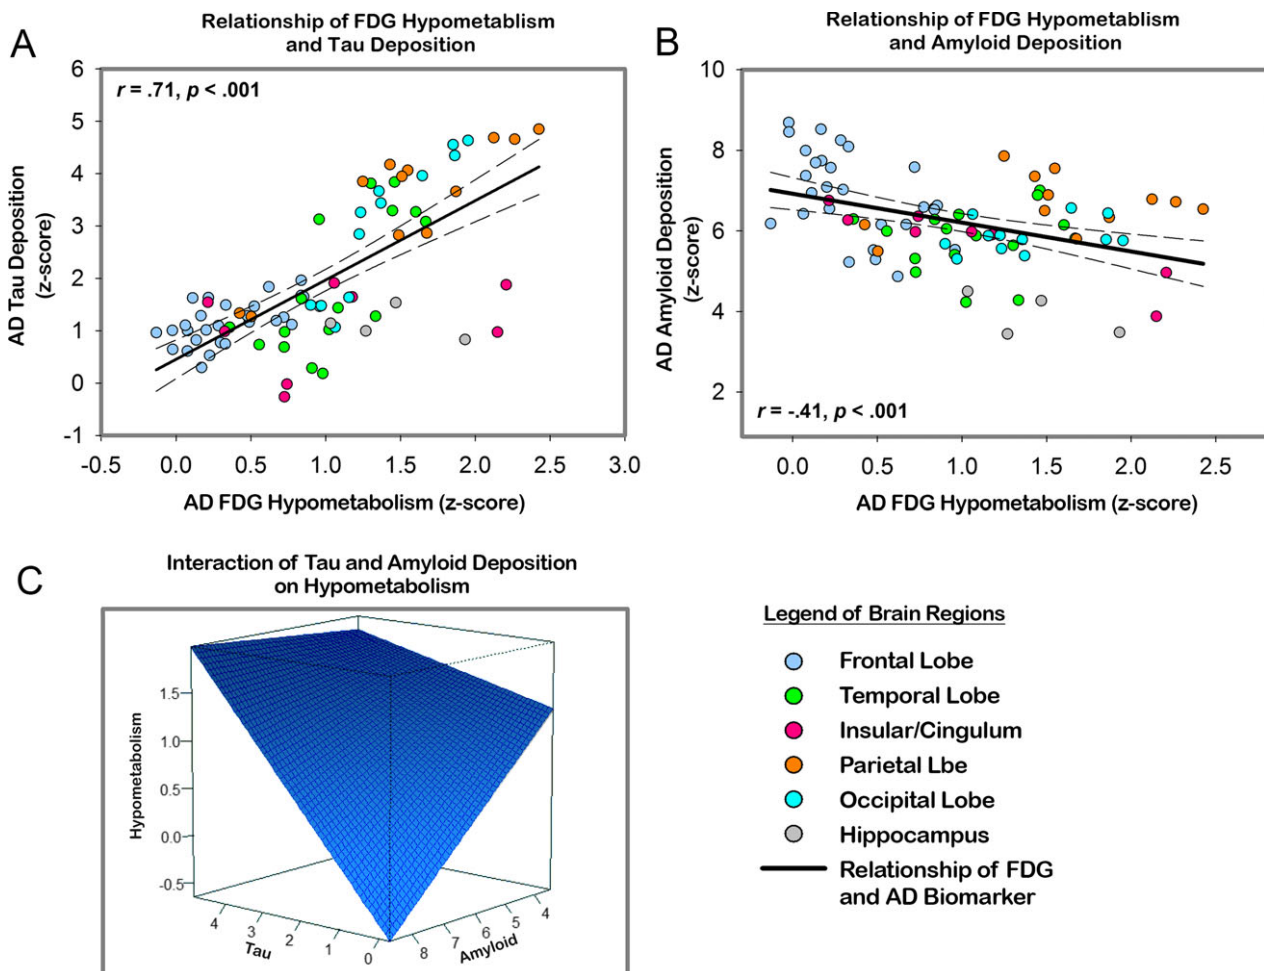 A
Relationship of FDG Hypometablism
and Tau Deposition
r = .71, p < .001
6
5
4
3
2
1
0
-1
AD Tau Deposition
(z-score)
-0.5 0.0 0.5 1.0 1.5 2.0 2.5 3.0
AD FDG Hypometabolism (z-score)
B
Relationship of FDG Hypometablism
and Amyloid Deposition
10
8
6
4
2
AD Amyloid Deposition
(z-score)
r = -.41, p < .001
0.0 0.5 1.0 1.5 2.0 2.5
AD FDG Hypometabolism (z-score)
C
Interaction of Tau and Amyloid Deposition
on Hypometabolism
Hypometabolism
1.5
1.0
0.5
0.0
-0.5
4 3 2 1 0
Tau
8 7 6 5 4
Amyloid
Legend of Brain Regions
Frontal Lobe
Temporal Lobe
Insular/Cingulum
Parietal Lbe
Occipital Lobe
Hippocampus
Relationship of FDG
and AD Biomarker